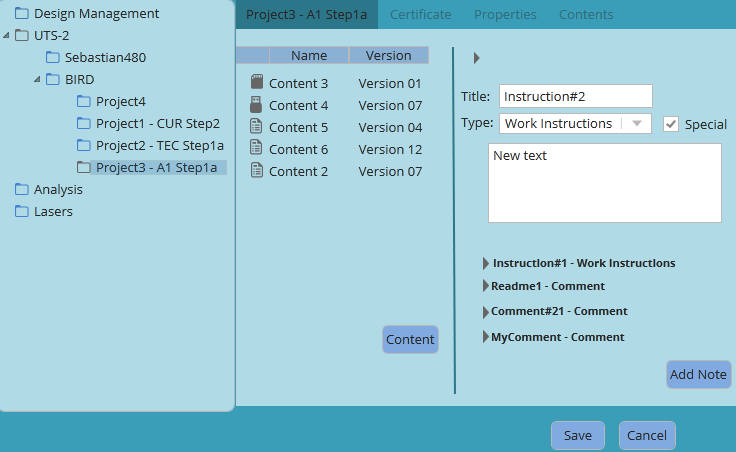 Design Management
UTS-2
Sebastian480
BIRD
Project4
Project1 - CUR Step2
Project2 - TEC Step1a
Project3 - A1 Step1a
Analysis
Lasers
Project3 - A1 Step1a Certificate Properties Contents
Name Version
Content 3 Version 01
Content 4 Version 07
Content 5 Version 04
Content 6 Version 12
Content 2 Version 07
Content
Title: Instruction#2
Type: Work Instructions Special
New text
Instruction#1 - Work Instructions
Readme1 - Comment
Comment#21 - Comment
MyComment - Comment
Add Note
Save Cancel